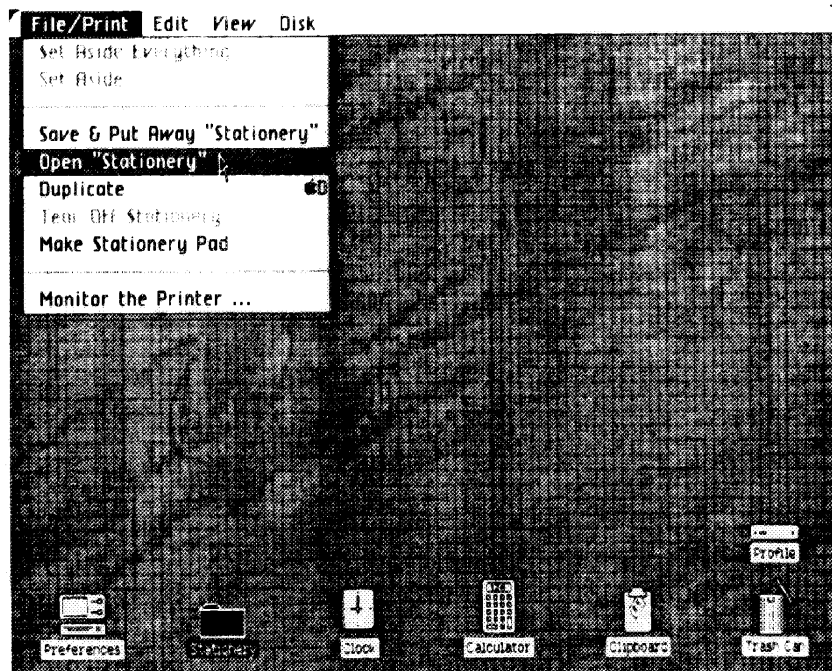 File/Print Edit View Disk
Set Aside Everything
Set Aside
Save & Put Away "Stationery"
Open "Stationery"
Duplicate D
Tear Off Stationery
Make Stationery Pad
Monitor the Printer ...
Profile
Preferences Stationery Clock Calculator Clipboard Trash Can